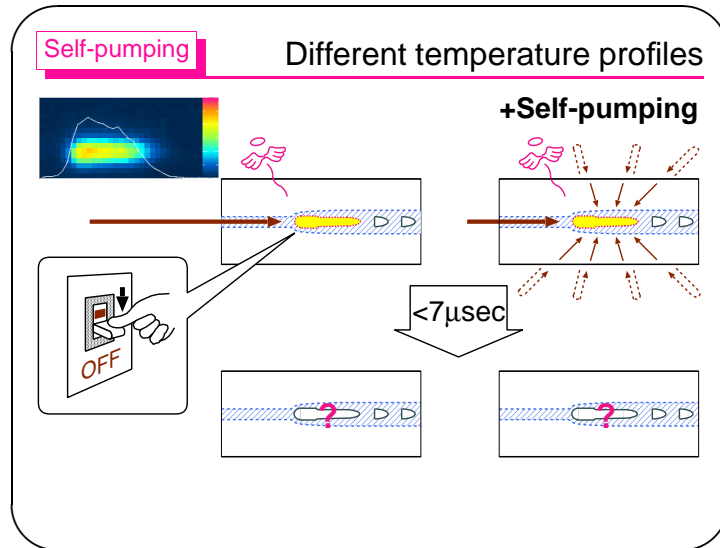 Self-pumping
Different temperature profiles
+Self-pumping
<7μsec
OFF
?
?